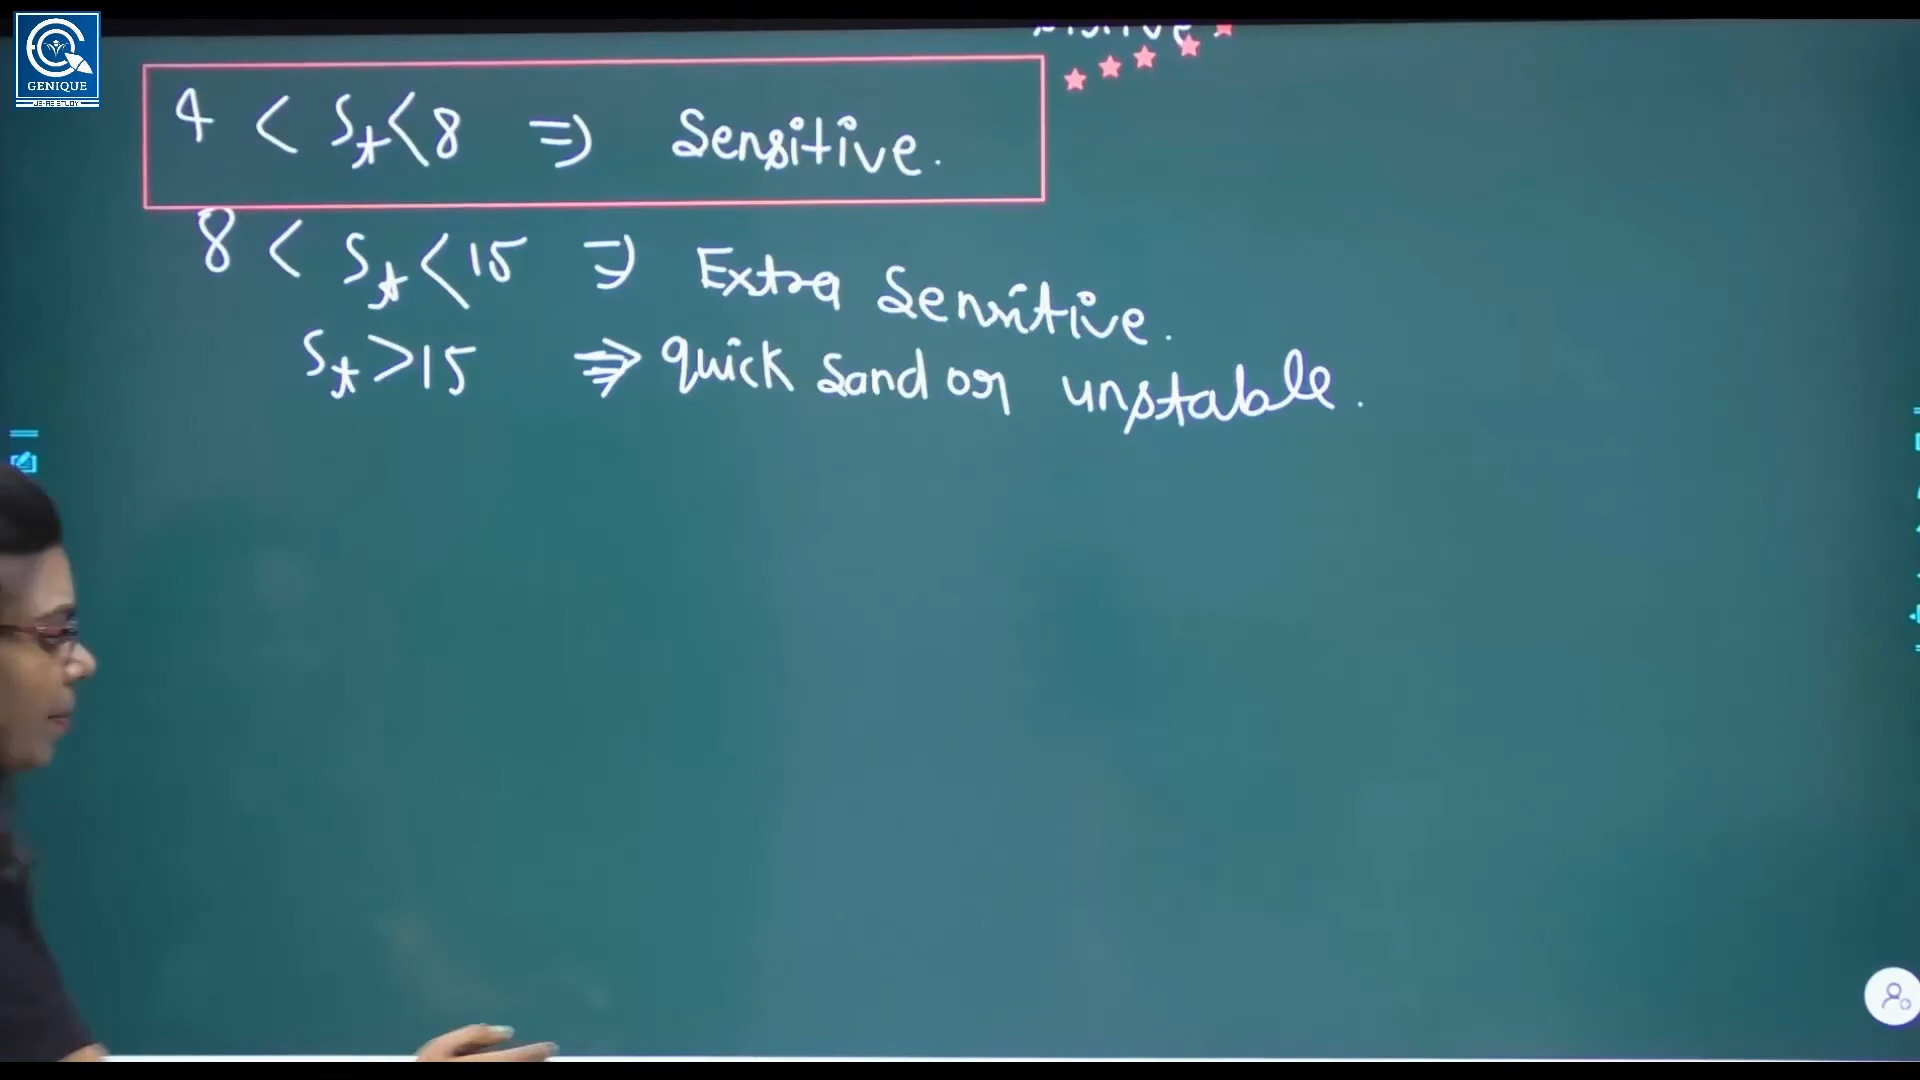 GENIQUE
4 < St < 8 => Sensitive.
8 < St < 15 => Extra Sensitive.
St > 15 => quick sand or unstable.